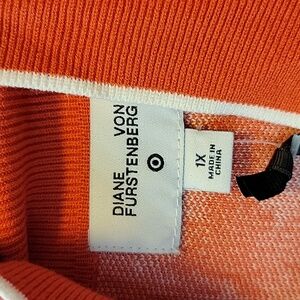 DIANE VON
FURSTENBERG
1X
MADE IN
CHINA